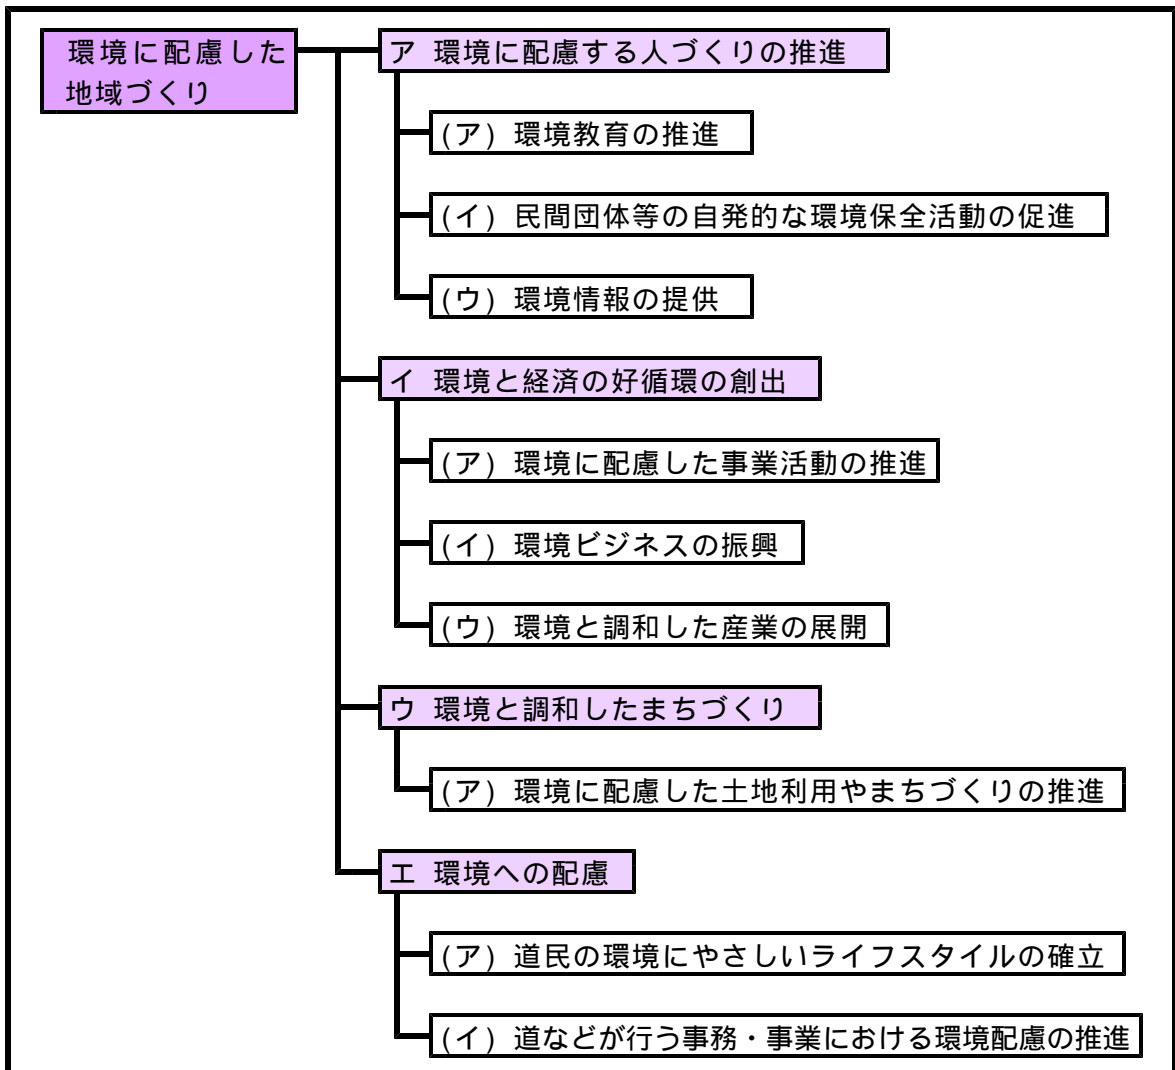 環境に配慮した
地域づくり
ア 環境に配慮する人づくりの推進
(ア) 環境教育の推進
(イ) 民間団体等の自発的な環境保全活動の促進
(ウ) 環境情報の提供
イ 環境と経済の好循環の創出
(ア) 環境に配慮した事業活動の推進
(イ) 環境ビジネスの振興
(ウ) 環境と調和した産業の展開
ウ 環境と調和したまちづくり
(ア) 環境に配慮した土地利用やまちづくりの推進
エ 環境への配慮
(ア) 道民の環境にやさしいライフスタイルの確立
(イ) 道などが行う事務・事業における環境配慮の推進